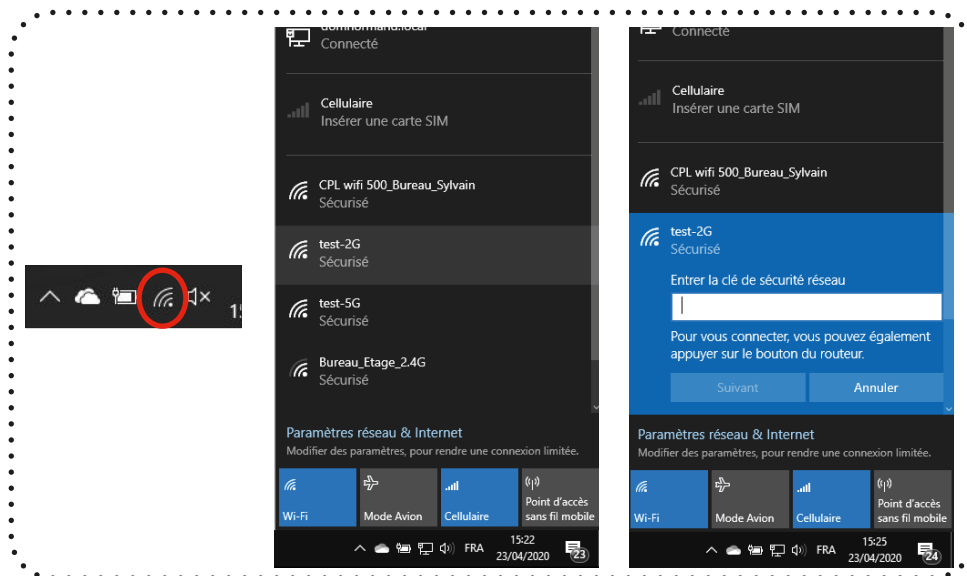 15
domnormand.local
Connecté
Cellulaire
Insérer une carte SIM
CPL wifi 500_Bureau_Sylvain
Sécurisé
test-2G
Sécurisé
test-5G
Sécurisé
Bureau_Etage_2.4G
Sécurisé
Paramètres réseau & Internet
Modifier des paramètres, pour rendre une connexion limitée.
Wi-Fi
Mode Avion
Cellulaire
Point d'accès
sans fil mobile
FRA
15:22
23/04/2020
23
Connecté
Cellulaire
Insérer une carte SIM
CPL wifi 500_Bureau_Sylvain
Sécurisé
test-2G
Sécurisé
Entrer la clé de sécurité réseau
Pour vous connecter, vous pouvez également
appuyer sur le bouton du routeur.
Suivant
Annuler
Paramètres réseau & Internet
Modifier des paramètres, pour rendre une connexion limitée.
Wi-Fi
Mode Avion
Cellulaire
Point d'accès
sans fil mobile
FRA
15:25
23/04/2020
24